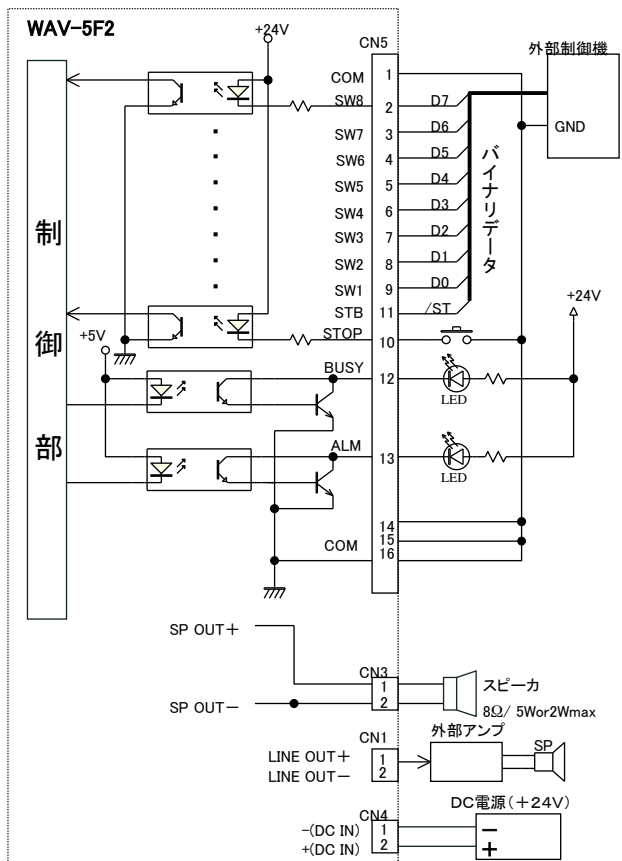 WAV-5F2
+24V
CN5
外部制御機
COM 1
SW8 2 D7
GND
SW7 3 D6
SW6 4 D5
SW5 5 D4
SW4 6 D3
SW3 7 D2
SW2 8 D1
SW1 9 D0
STB 11 /ST
バイナリデータ
+24V
STOP 10
+5V
BUSY 12
LED
ALM 13
LED
14
15
COM 16
制御部
SP OUT+
CN3
1
スピーカ
SP OUT- 2
8Ω/ 5Wor2Wmax
外部アンプ
CN1
SP
LINE OUT+ 1
LINE OUT- 2
DC電源(+24V)
CN4
-(DC IN) 1 -
+(DC IN) 2 +